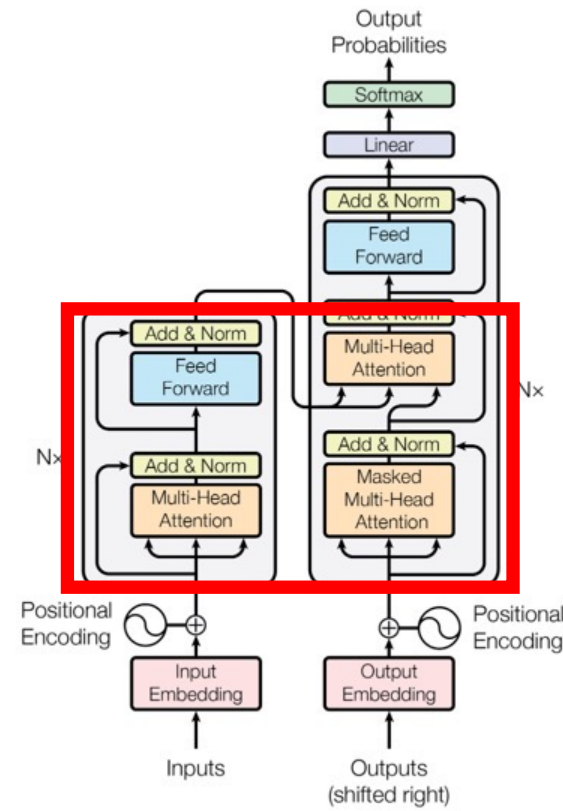 Output
Probabilities
Softmax
Linear
Add & Norm
Feed
Forward
Add & Norm
Multi-Head
Attention
Add & Norm
Masked
Multi-Head
Attention
Nx
Add & Norm
Feed
Forward
Add & Norm
Multi-Head
Attention
Nx
Positional
Encoding
Positional
Encoding
Input
Embedding
Output
Embedding
Inputs
Outputs
(shifted right)